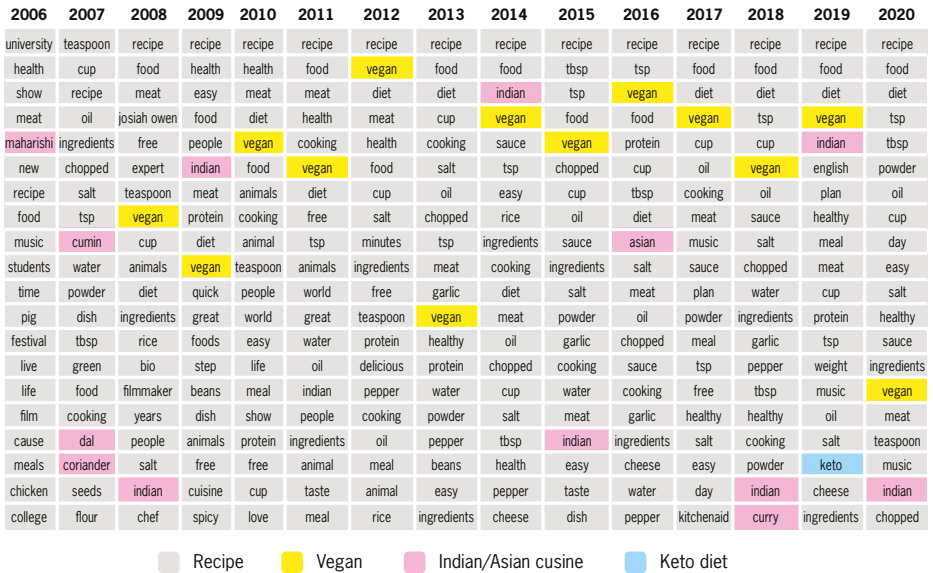 2006 2007 2008 2009 2010 2011 2012 2013 2014 2015 2016 2017 2018 2019 2020
university teaspoon recipe recipe recipe recipe recipe recipe recipe recipe recipe recipe recipe recipe recipe
health cup food health health food vegan food food tbsp tsp food food food food
show recipe meat easy meat meat diet diet indian tsp vegan diet diet diet diet
meat oil josiah owen food diet health meat cup vegan food food vegan tsp vegan tsp
maharishi ingredients free people vegan cooking health cooking sauce vegan protein cup cup indian tbsp
new chopped expert indian food vegan food salt tsp chopped cup oil vegan english powder
recipe salt teaspoon meat animals diet cup oil easy cup tbsp cooking oil plan oil
food tsp vegan protein cooking free salt chopped rice oil diet meat sauce healthy cup
music cumin cup diet animal tsp minutes tsp ingredients sauce asian music salt meal day
students water animals vegan teaspoon animals ingredients meat cooking ingredients salt sauce chopped meat easy
time powder diet quick people world free garlic diet salt meat plan water cup salt
pig dish ingredients great world great teaspoon vegan meat powder oil powder ingredients protein healthy
festival tbsp rice foods easy water protein healthy oil garlic chopped meal garlic tsp sauce
live green bio step life oil delicious protein chopped cooking sauce tsp pepper weight ingredients
life food filmmaker beans meal indian pepper water cup water cooking free tbsp music vegan
film cooking years dish show people cooking powder salt meat garlic healthy healthy oil meat
cause dal people animals protein ingredients oil pepper tbsp indian ingredients salt cooking salt teaspoon
meals coriander salt free free animal meal beans health easy cheese easy powder keto music
chicken seeds indian cuisine cup taste animal easy pepper taste water day indian cheese indian
college flour chef spicy love meal rice ingredients cheese dish pepper kitchenaid curry ingredients chopped
Recipe Vegan Indian/Asian cusine Keto diet